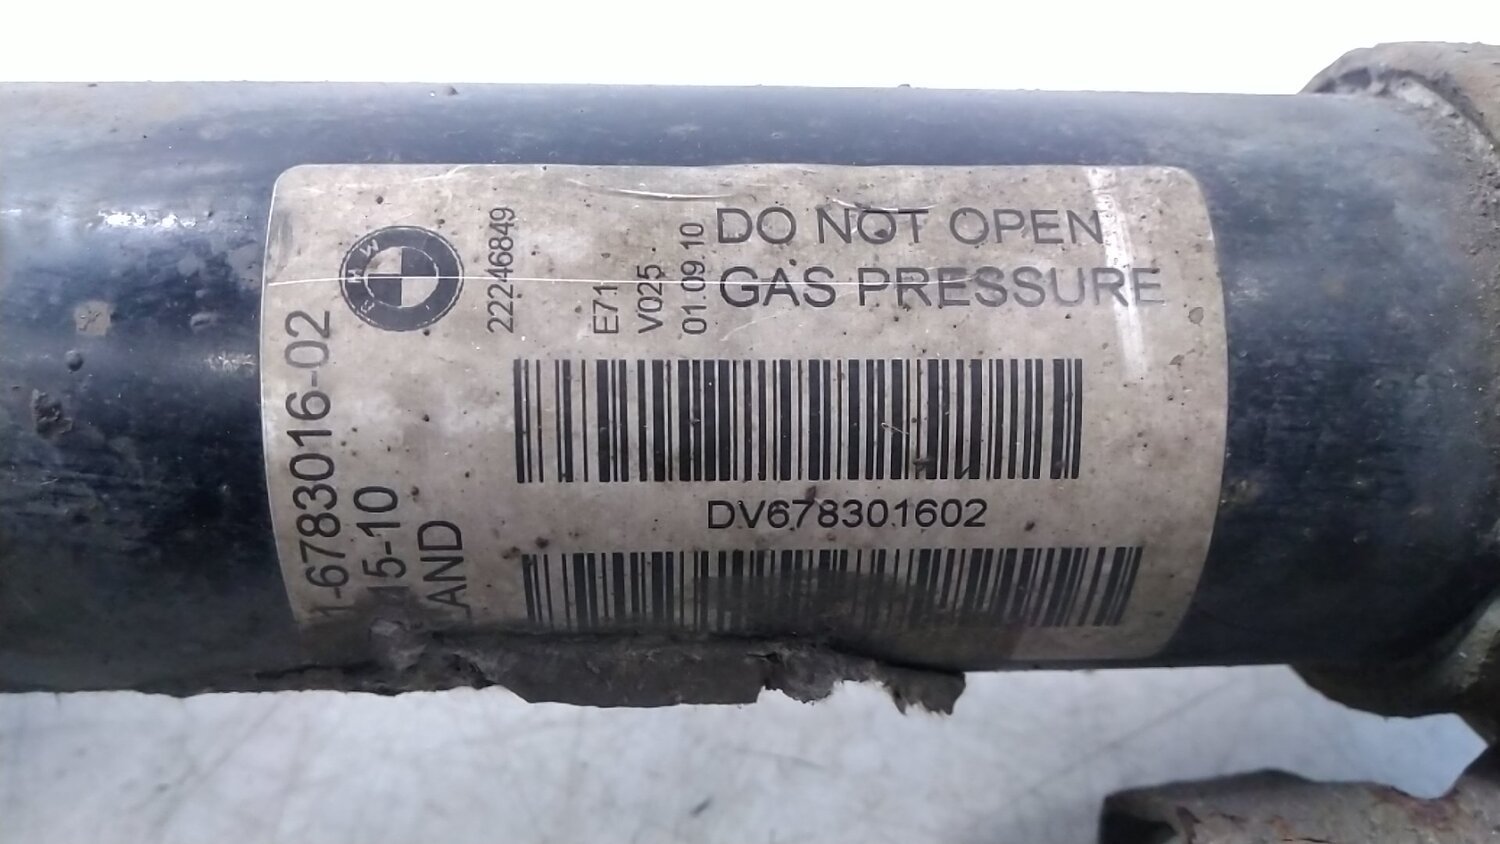 DO NOT OPEN
GAS PRESSURE
BMW
22246849
E71
V025
01.09.10
1-6783016-02
15-10
LAND
DV678301602